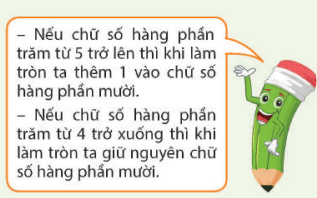 – Nếu chữ số hàng phần
trăm từ 5 trở lên thì khi làm
tròn ta thêm 1 vào chữ số
hàng phần mười.
– Nếu chữ số hàng phần
trăm từ 4 trở xuống thì khi
làm tròn ta giữ nguyên chữ
số hàng phần mười.